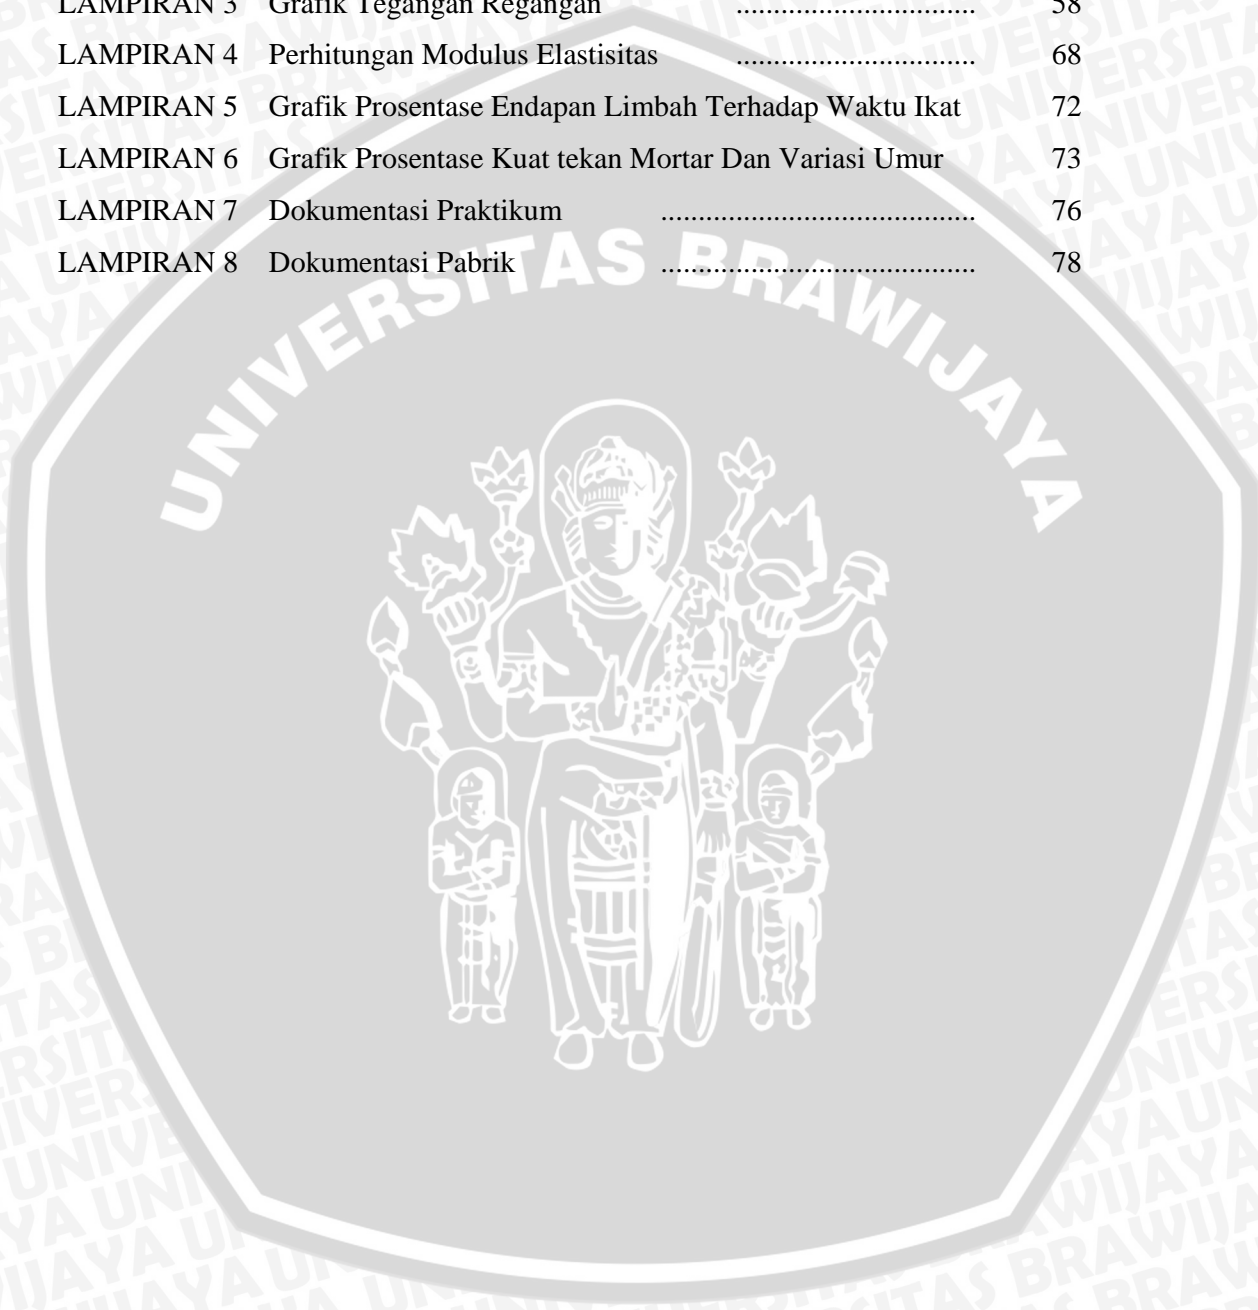 LAMPIRAN 3 Grafik Tegangan Regangan ................................ 58
LAMPIRAN 4 Perhitungan Modulus Elastisitas ................................ 68
LAMPIRAN 5 Grafik Prosentase Endapan Limbah Terhadap Waktu Ikat 72
LAMPIRAN 6 Grafik Prosentase Kuat tekan Mortar Dan Variasi Umur 73
LAMPIRAN 7 Dokumentasi Praktikum .......................................... 76
LAMPIRAN 8 Dokumentasi Pabrik .......................................... 78
UNIVERSITAS BRAWIJAYA